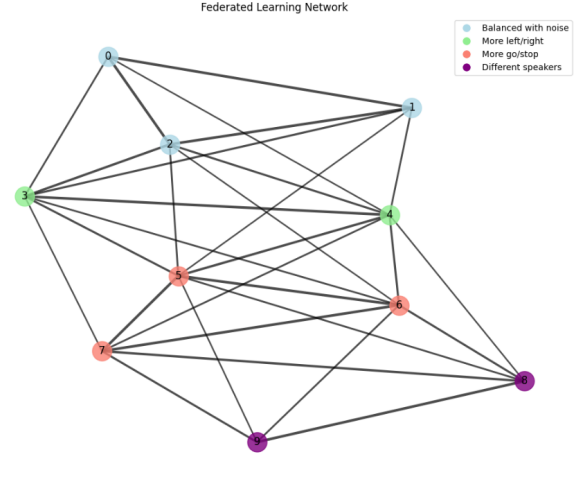 Federated Learning Network
Balanced with noise
More left/right
More go/stop
Different speakers
0
1
2
3
4
5
6
7
8
9